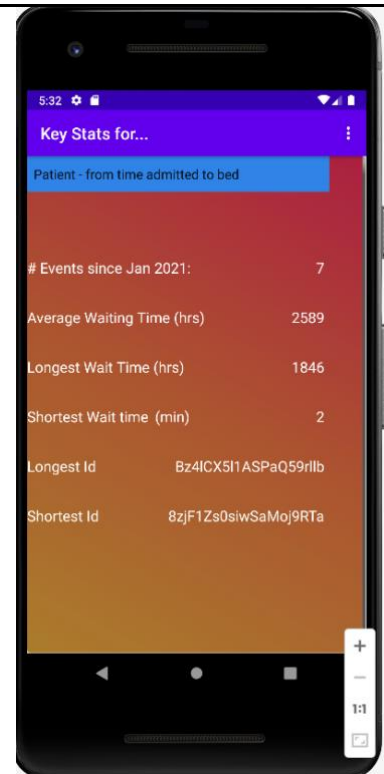 5:32
Key Stats for...
Patient - from time admitted to bed
# Events since Jan 2021: 7
Average Waiting Time (hrs) 2589
Longest Wait Time (hrs) 1846
Shortest Wait time (min) 2
Longest Id Bz4lCX5I1ASPaQ59rllb
Shortest Id 8zjF1Zs0siwSaMoj9RTa
1:1